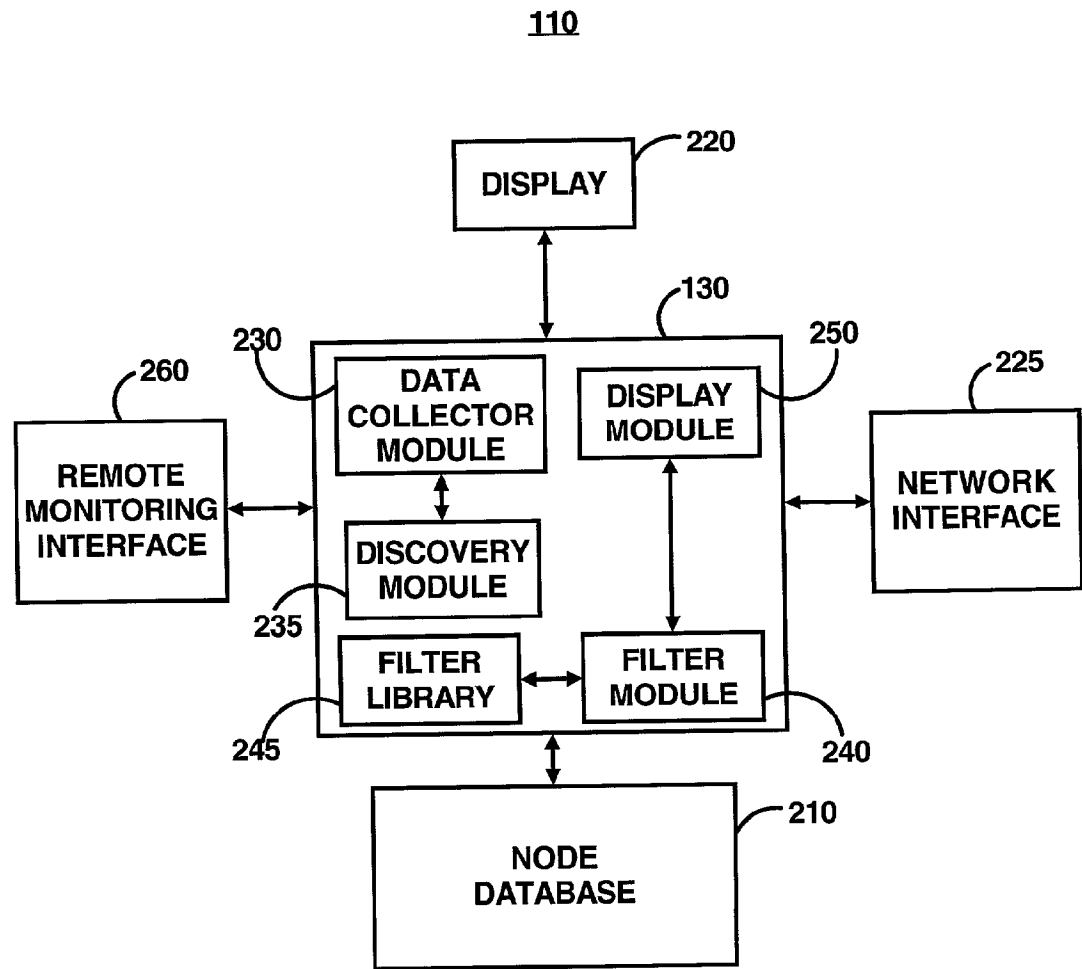 110
220
DISPLAY
130
230
250
260
225
DATA
COLLECTOR
MODULE
DISPLAY
MODULE
REMOTE
MONITORING
INTERFACE
NETWORK
INTERFACE
DISCOVERY
MODULE
235
FILTER
LIBRARY
FILTER
MODULE
245
240
210
NODE
DATABASE